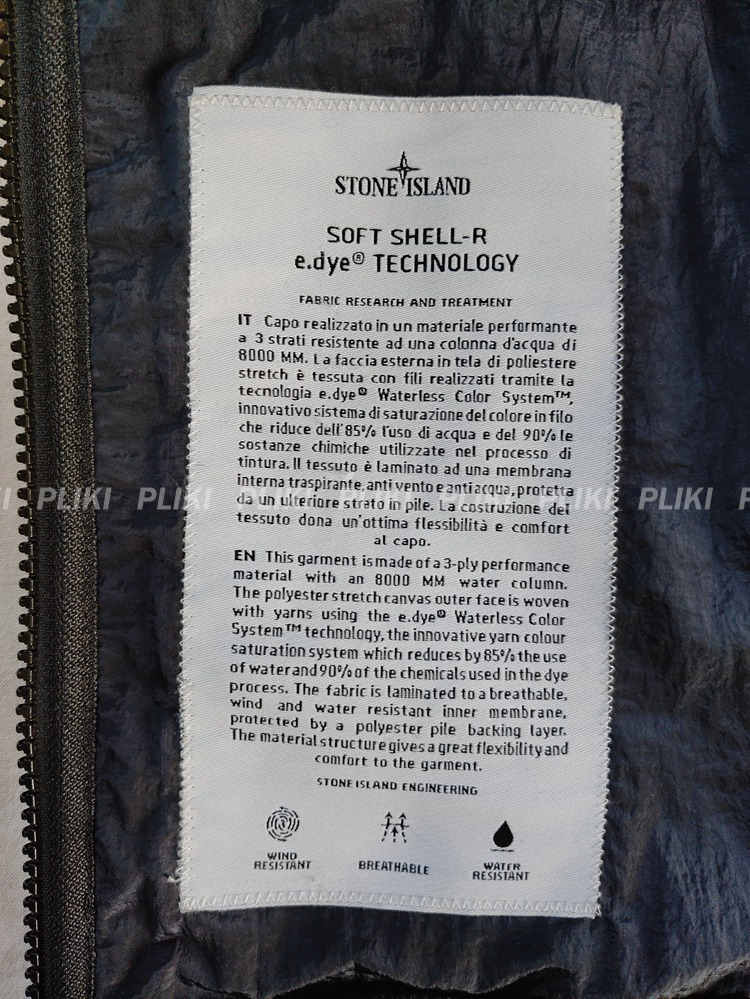 STONE ISLAND
SOFT SHELL-R
e.dye® TECHNOLOGY
FABRIC RESEARCH AND TREATMENT
IT Capo realizzato in un materiale performante
a 3 strati resistente ad una colonna d'acqua di
8000 MM. La faccia esterna in tela di poliestere
stretch è tessuta con fili realizzati tramite la
tecnologia e.dye® Waterless Color System™,
innovativo sistema di saturazione del colore in filo
che riduce dell'85% l'uso di acqua e del 90% le
sostanze chimiche utilizzate nel processo di
tintura. Il tessuto è laminato ad una membrana
interna traspirante, antivento e antiacqua, protetta
PLIKI PLIKI PLIKI PLIKI PLIKI PLIKI PLIKI
da un ulteriore strato in pile. La costruzione del
tessuto dona un'ottima flessibilità e comfort
al capo.
EN This garment is made of a 3-ply performance
material with an 8000 MM water column.
The polyester stretch canvas outer face is woven
with yarns using the e.dye® Waterless Color
System™ technology, the innovative yarn colour
saturation system which reduces by 85% the use
of water and 90% of the chemicals used in the dye
process. The fabric is laminated to a breathable,
wind and water resistant inner membrane,
protected by a polyester pile backing layer.
The material structure gives a great flexibility and
comfort to the garment.
STONE ISLAND ENGINEERING
WIND
RESISTANT
BREATHABLE
WATER
RESISTANT